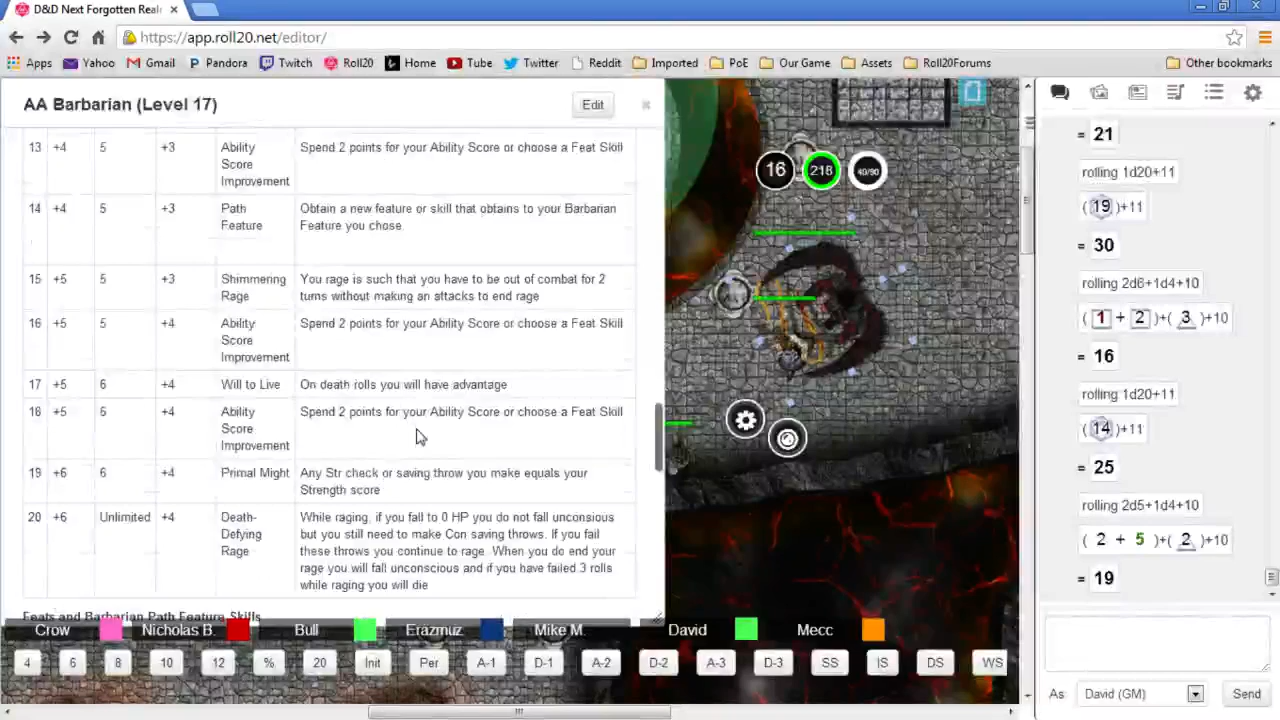 D&D Next Forgotten Real
https://app.roll20.net/editor/
Apps Yahoo Gmail Pandora Twitch Roll20 Home Tube Twitter Reddit Imported PoE Our Game Assets Roll20Forums Other bookmarks
AA Barbarian (Level 17)
Edit
13 +4 5 +3 Ability Spend 2 points for your Ability Score or choose a Feat Skill
Score
Improvement
14 +4 5 +3 Path Obtain a new feature or skill that obtains to your Barbarian
Feature Feature you chose
15 +5 5 +3 Shimmering You rage is such that you have to be out of combat for 2
Rage turns without making an attacks to end rage
16 +5 5 +4 Ability Spend 2 points for your Ability Score or choose a Feat Skill
Score
Improvement
17 +5 6 +4 Will to Live On death rolls you will have advantage
18 +5 6 +4 Ability Spend 2 points for your Ability Score or choose a Feat Skill
Score
Improvement
19 +6 6 +4 Primal Might Any Str check or saving throw you make equals your
Strength score
20 +6 Unlimited +4 Death- While raging, if you fall to 0 HP you do not fall unconsious
Defying but you still need to make Con saving throws. If you fail
Rage these throws you continue to rage. When you do end your
rage you will fall unconscious and if you have failed 3 rolls
while raging you will die
Feats and Barbarian Path Feature Skills
16 218 40/90
= 21
rolling 1d20+11
( 19 )+11
= 30
rolling 2d6+1d4+10
( 1 + 2 )+( 3 )+10
= 16
rolling 1d20+11
( 14 )+11
= 25
rolling 2d5+1d4+10
( 2 + 5 )+( 2 )+10
= 19
Crow Nicholas B. Bull Erazmuz Mike M. David Mecc
4 6 8 10 12 % 20 Init Per A-1 D-1 A-2 D-2 A-3 D-3 SS IS DS WS
As: David (GM) Send